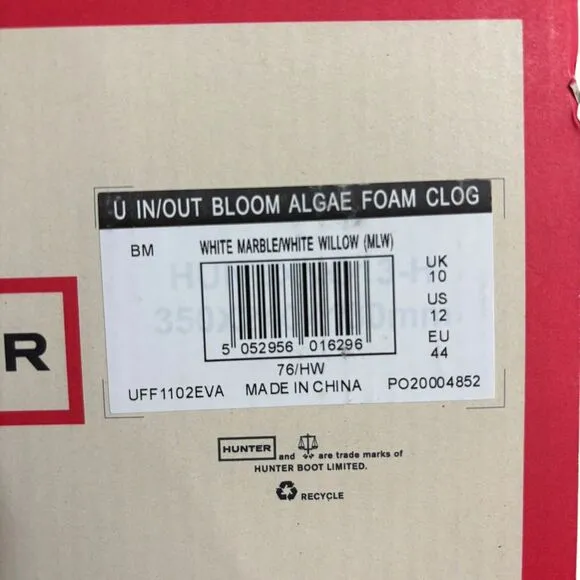 U IN/OUT BLOOM ALGAE FOAM CLOG
BM
WHITE MARBLE/WHITE WILLOW (MLW)
UK
10
US
12
EU
44
5 052956 016296
76/HW
UFF1102EVA MADE IN CHINA PO20004852
R
HUNTER and are trade marks of
HUNTER BOOT LIMITED.
RECYCLE